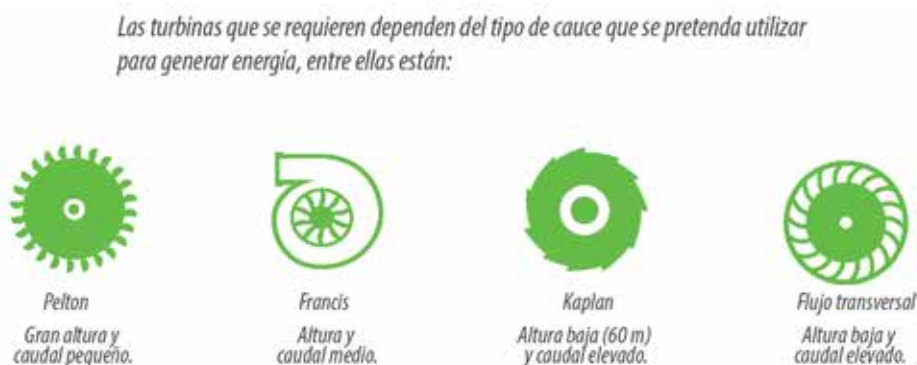 Las turbinas que se requieren dependen del tipo de cauce que se pretenda utilizar
para generar energía, entre ellas están:
Pelton
Gran altura y
caudal pequeño.
Francis
Altura y
caudal medio.
Kaplan
Altura baja (60 m)
y caudal elevado.
Flujo transversal
Altura baja y
caudal elevado.